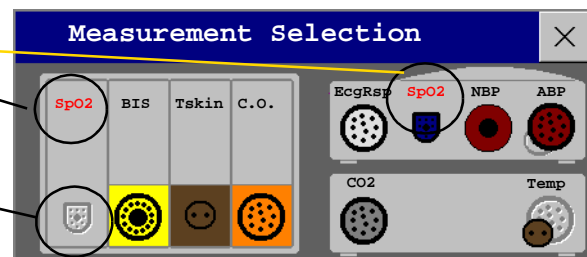 Measurement Selection
SpO2 BIS Tskin C.O.
EcgRsp SpO2 NBP ABP
CO2 Temp